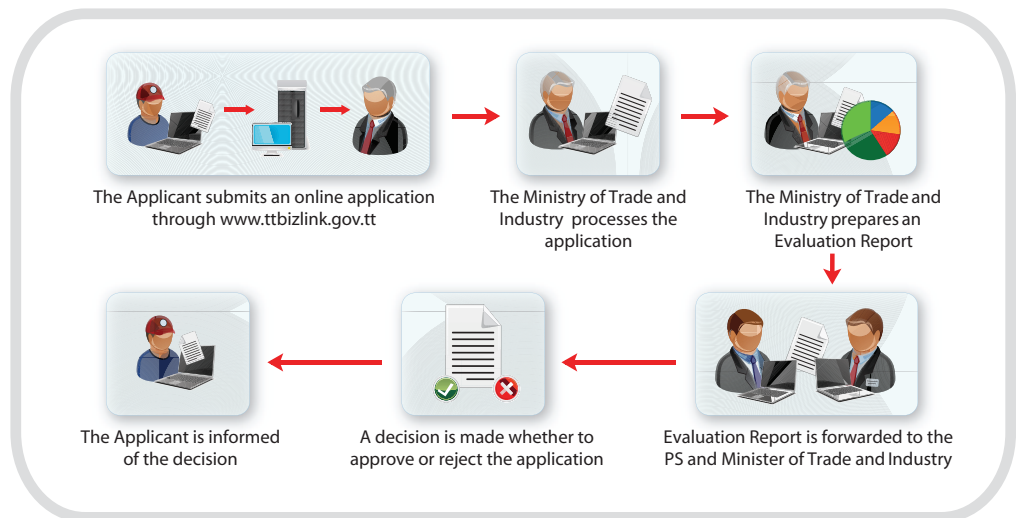 The Applicant submits an online application
through www.ttbizlink.gov.tt
The Ministry of Trade and
Industry processes the
application
The Ministry of Trade and
Industry prepares an
Evaluation Report
Evaluation Report is forwarded to the
PS and Minister of Trade and Industry
A decision is made whether to
approve or reject the application
The Applicant is informed
of the decision